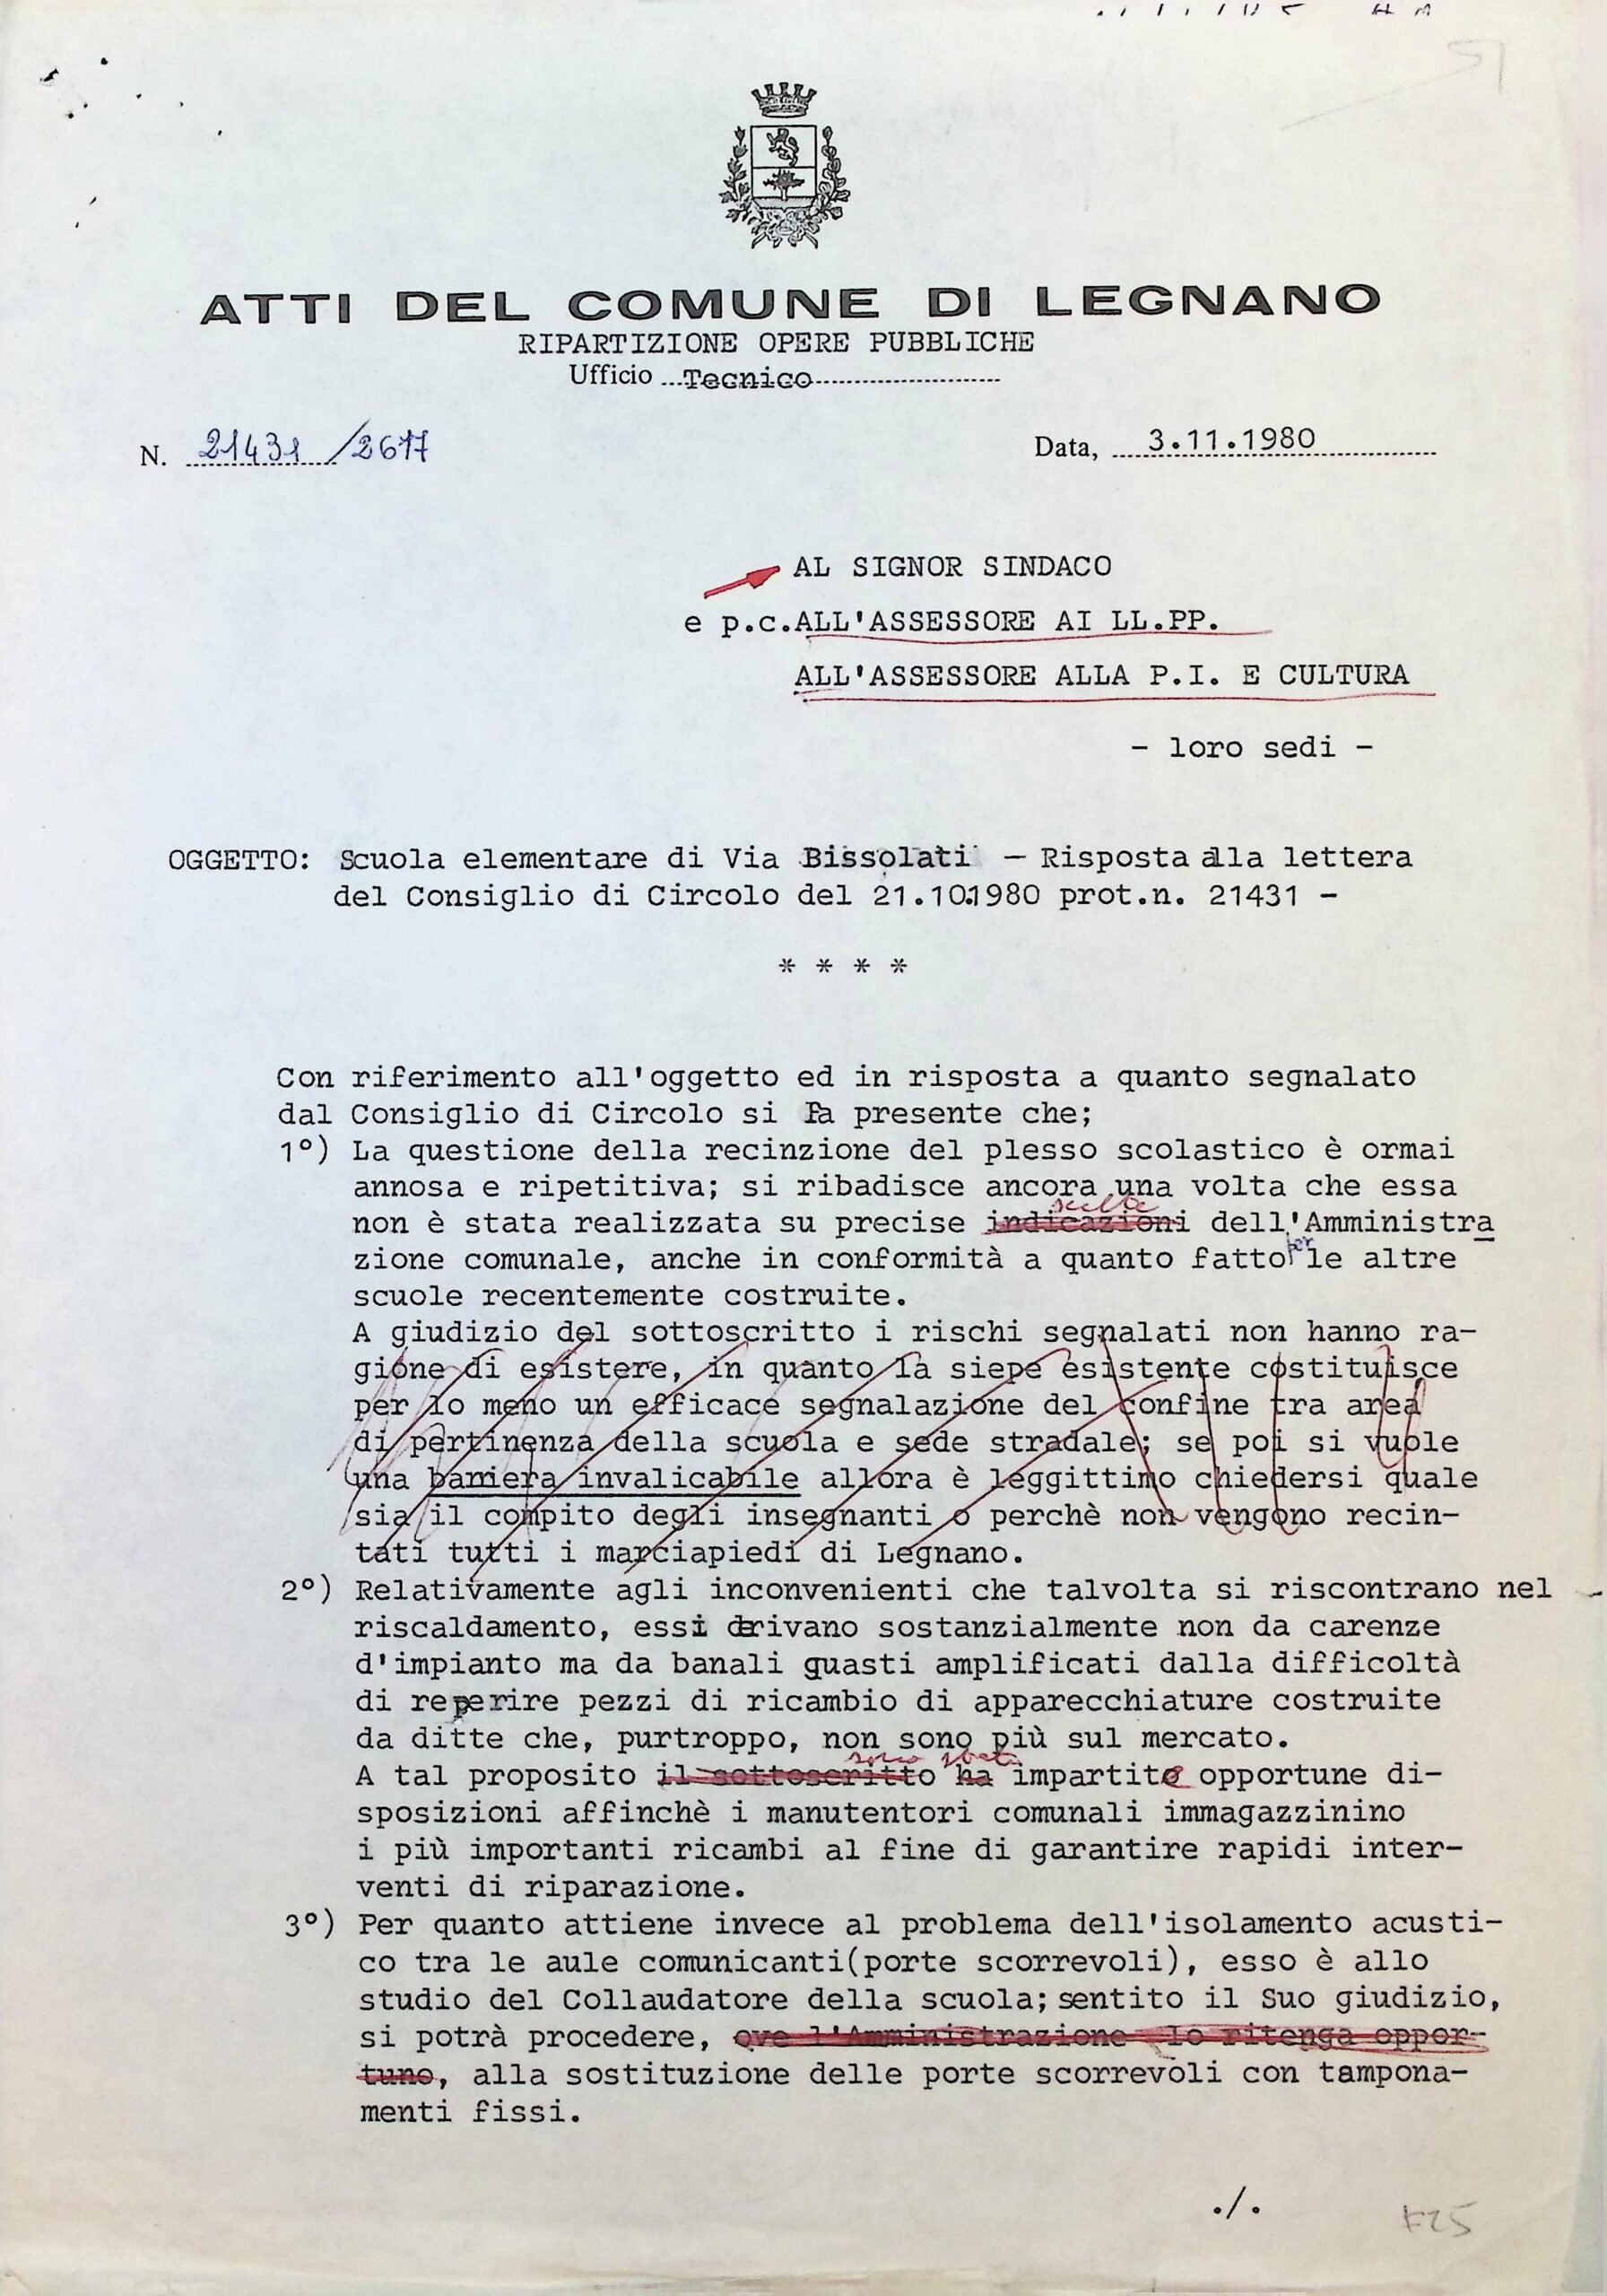 ATTI DEL COMUNE DI LEGNANO
RIPARTIZIONE OPERE PUBBLICHE
Ufficio Tecnico
N. 21431/2617
Data, 3.11.1980
AL SIGNOR SINDACO
e p.c. ALL'ASSESSORE AI LL.PP.
ALL'ASSESSORE ALLA P.I. E CULTURA
- loro sedi -
OGGETTO: Scuola elementare di Via Bissolati - Risposta alla lettera
del Consiglio di Circolo del 21.10.1980 prot.n. 21431 -
* * * *
Con riferimento all'oggetto ed in risposta a quanto segnalato
dal Consiglio di Circolo si fa presente che;
1°) La questione della recinzione del plesso scolastico è ormai
annosa e ripetitiva; si ribadisce ancora una volta che essa
scelte
non è stata realizzata su precise indicazioni dell'Amministra
zione comunale, anche in conformità a quanto fatto per le altre
scuole recentemente costruite.
A giudizio del sottoscritto i rischi segnalati non hanno ra-
gione di esistere, in quanto la siepe esistente costituisce
per lo meno un efficace segnalazione del confine tra area
di pertinenza della scuola e sede stradale; se poi si vuole
una barriera invalicabile allora è leggittimo chiedersi quale
sia il compito degli insegnanti o perchè non vengono recin-
tati tutti i marciapiedi di Legnano.
2°) Relativamente agli inconvenienti che talvolta si riscontrano nel
riscaldamento, essi derivano sostanzialmente non da carenze
d'impianto ma da banali guasti amplificati dalla difficoltà
di reperire pezzi di ricambio di apparecchiature costruite
da ditte che, purtroppo, non sono più sul mercato.
sono state
A tal proposito il sottoscritto ha impartite opportune di-
sposizioni affinchè i manutentori comunali immagazzinino
i più importanti ricambi al fine di garantire rapidi inter-
venti di riparazione.
3°) Per quanto attiene invece al problema dell'isolamento acusti-
co tra le aule comunicanti(porte scorrevoli), esso è allo
studio del Collaudatore della scuola; sentito il Suo giudizio,
si potrà procedere, ove l'Amministrazione lo ritenga oppor-
tuno, alla sostituzione delle porte scorrevoli con tampona-
menti fissi.
./.
F25